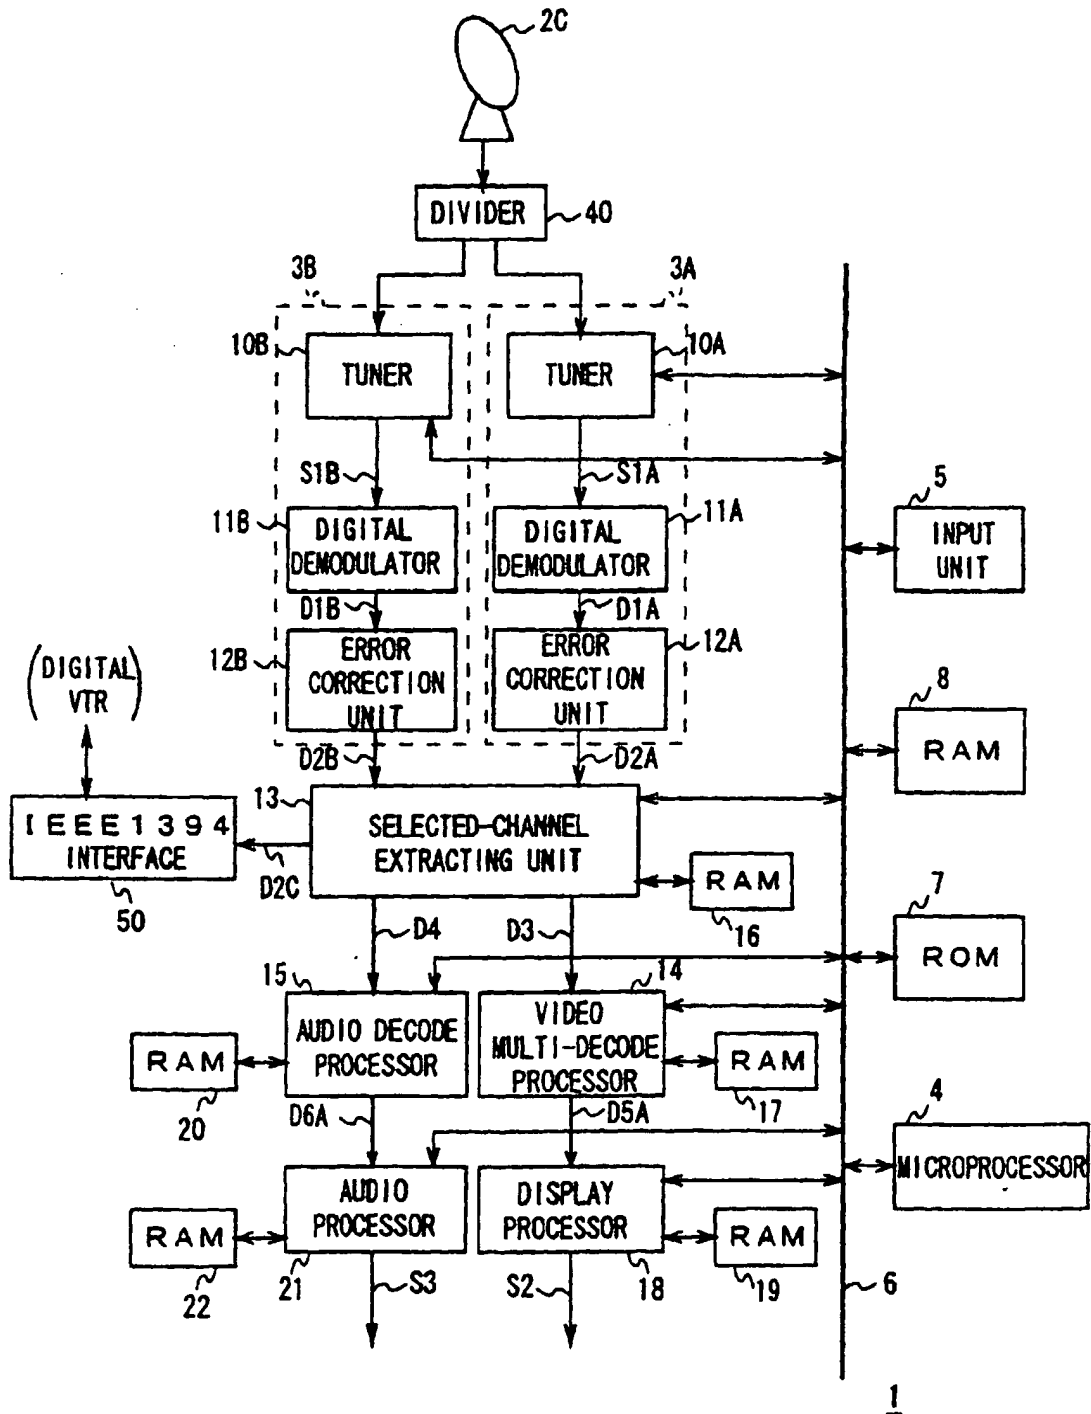 2C
DIVIDER
40
3B
3A
10B
TUNER
TUNER
10A
S1B
S1A
5
11B
DIGITAL
DEMODULATOR
DIGITAL
DEMODULATOR
11A
INPUT
UNIT
D1B
D1A
12B
ERROR
CORRECTION
UNIT
ERROR
CORRECTION
UNIT
12A
(DIGITAL
VTR)
8
RAM
D2B
D2A
13
SELECTED-CHANNEL
EXTRACTING UNIT
IEEE1394
INTERFACE
D2C
50
RAM
16
7
ROM
D4
D3
15
14
AUDIO DECODE
PROCESSOR
VIDEO
MULTI-DECODE
PROCESSOR
RAM
20
RAM
17
D6A
D5A
4
MICROPROCESSOR
AUDIO
PROCESSOR
DISPLAY
PROCESSOR
RAM
22
RAM
19
21
S3
S2
18
6
1